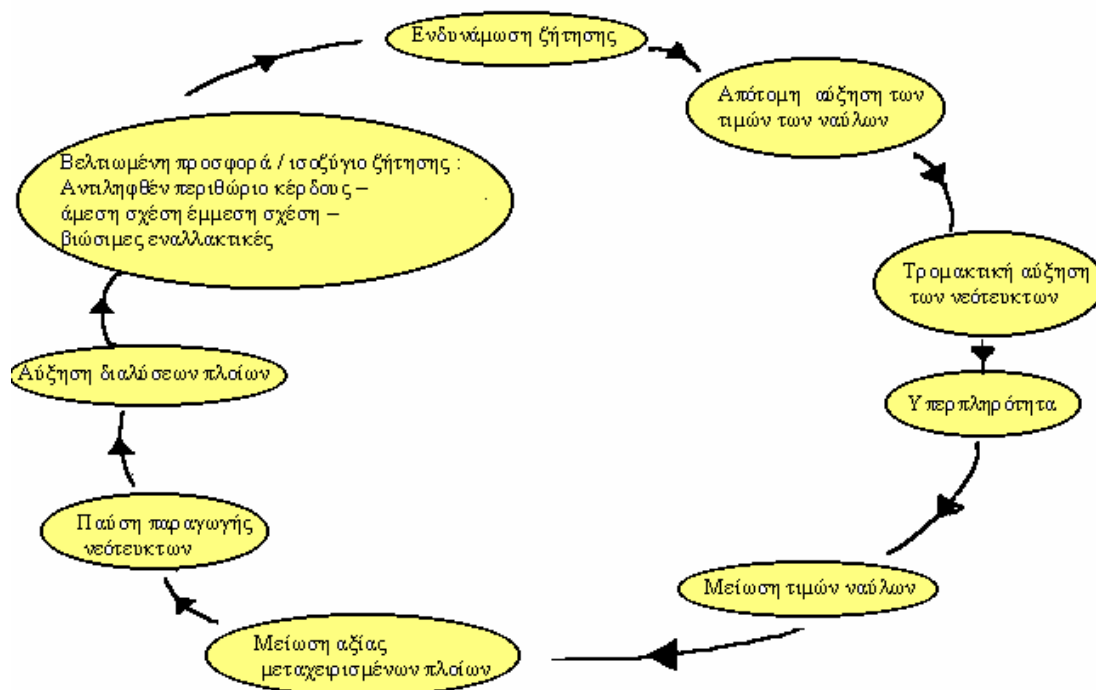 Ενδυνάμωση ζήτησης
Απότομη αύξηση των
τιμών των ναύλων
Τρομακτική αύξηση
των νεότευκτων
Υπερπληρότητα
Μείωση τιμών ναύλων
Μείωση αξίας
μεταχειρισμένων πλοίων
Παύση παραγωγής
νεότευκτων
Αύξηση διαλύσεων πλοίων
Βελτιωμένη προσφορά / ισοζύγιο ζήτησης :
Αντιληφθέν περιθώριο κέρδους –
άμεση σχέση έμμεση σχέση –
βιώσιμες εναλλακτικές